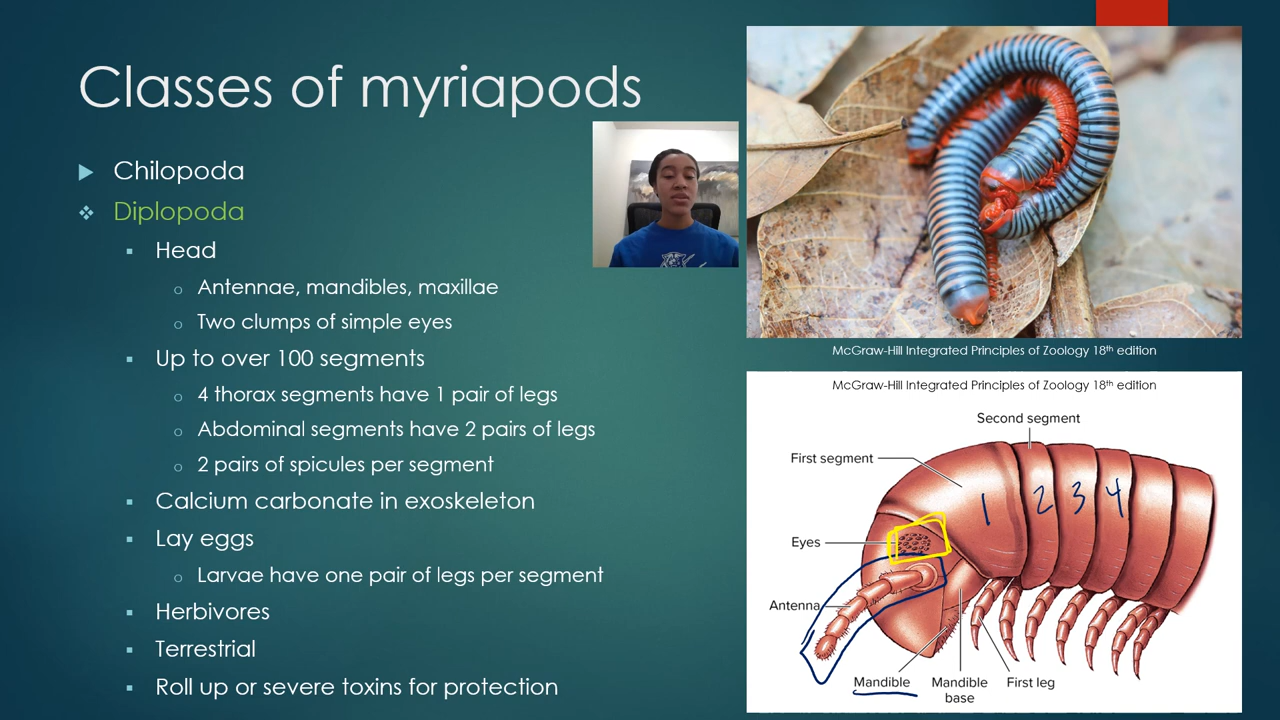 Classes of myriapods
Chilopoda
Diplopoda
Head
Antennae, mandibles, maxillae
Two clumps of simple eyes
Up to over 100 segments
4 thorax segments have 1 pair of legs
Abdominal segments have 2 pairs of legs
2 pairs of spicules per segment
Calcium carbonate in exoskeleton
Lay eggs
Larvae have one pair of legs per segment
Herbivores
Terrestrial
Roll up or severe toxins for protection
McGraw-Hill Integrated Principles of Zoology 18th edition
McGraw-Hill Integrated Principles of Zoology 18th edition
Second segment
First segment
1 2 3 4
Eyes
Antenna
Mandible
Mandible base
First leg